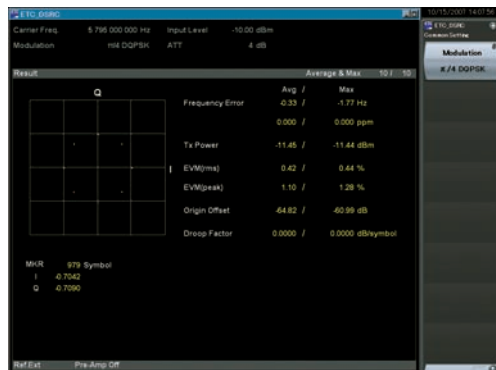 ETC_DSRC
10/15/2007 14:07:56
Carrier Freq. 5 795 000 000 Hz Input Level -10.00 dBm
Modulation π/4 DQPSK ATT 4 dB
ETC_DSRC
Common Setting
Modulation
π/4 DQPSK
Result Average & Max 10 / 10
Q
I
Avg / Max
Frequency Error -0.33 / -1.77 Hz
0.000 / 0.000 ppm
Tx Power -11.45 / -11.44 dBm
EVM(rms) 0.42 / 0.44 %
EVM(peak) 1.10 / 1.28 %
Origin Offset -64.82 / -60.99 dB
Droop Factor 0.0000 / 0.0000 dB/symbol
MKR 979 Symbol
I -0.7042
Q -0.7090
Ref.Ext Pre-Amp Off